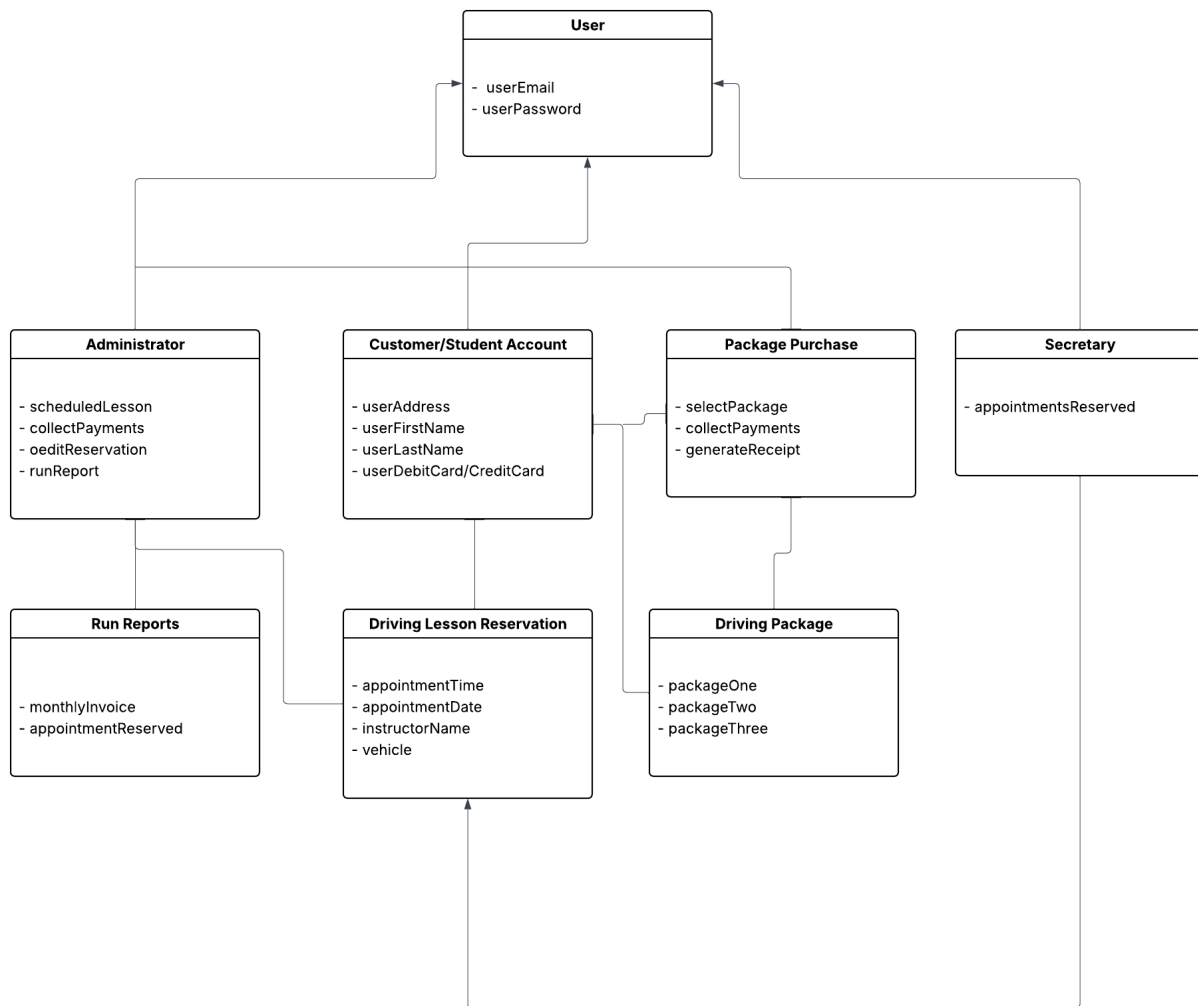 User
- userEmail
- userPassword
Administrator
- scheduledLesson
- collectPayments
- oeditReservation
- runReport
Customer/Student Account
- userAddress
- userFirstName
- userLastName
- userDebitCard/CreditCard
Package Purchase
- selectPackage
- collectPayments
- generateReceipt
Secretary
- appointmentsReserved
Run Reports
- monthlyInvoice
- appointmentReserved
Driving Lesson Reservation
- appointmentTime
- appointmentDate
- instructorName
- vehicle
Driving Package
- packageOne
- packageTwo
- packageThree